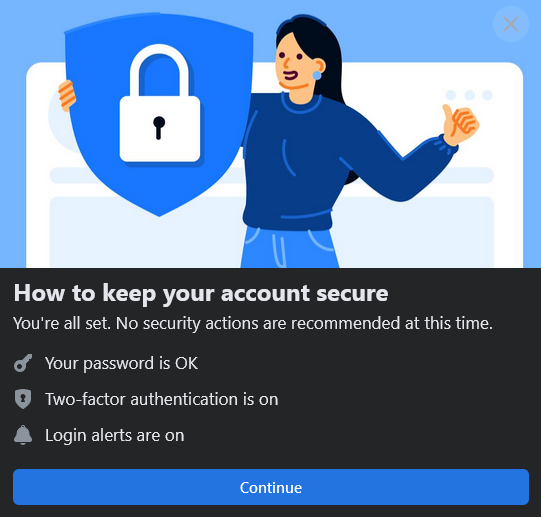 How to keep your account secure
You're all set. No security actions are recommended at this time.
Your password is OK
Two-factor authentication is on
Login alerts are on
Continue